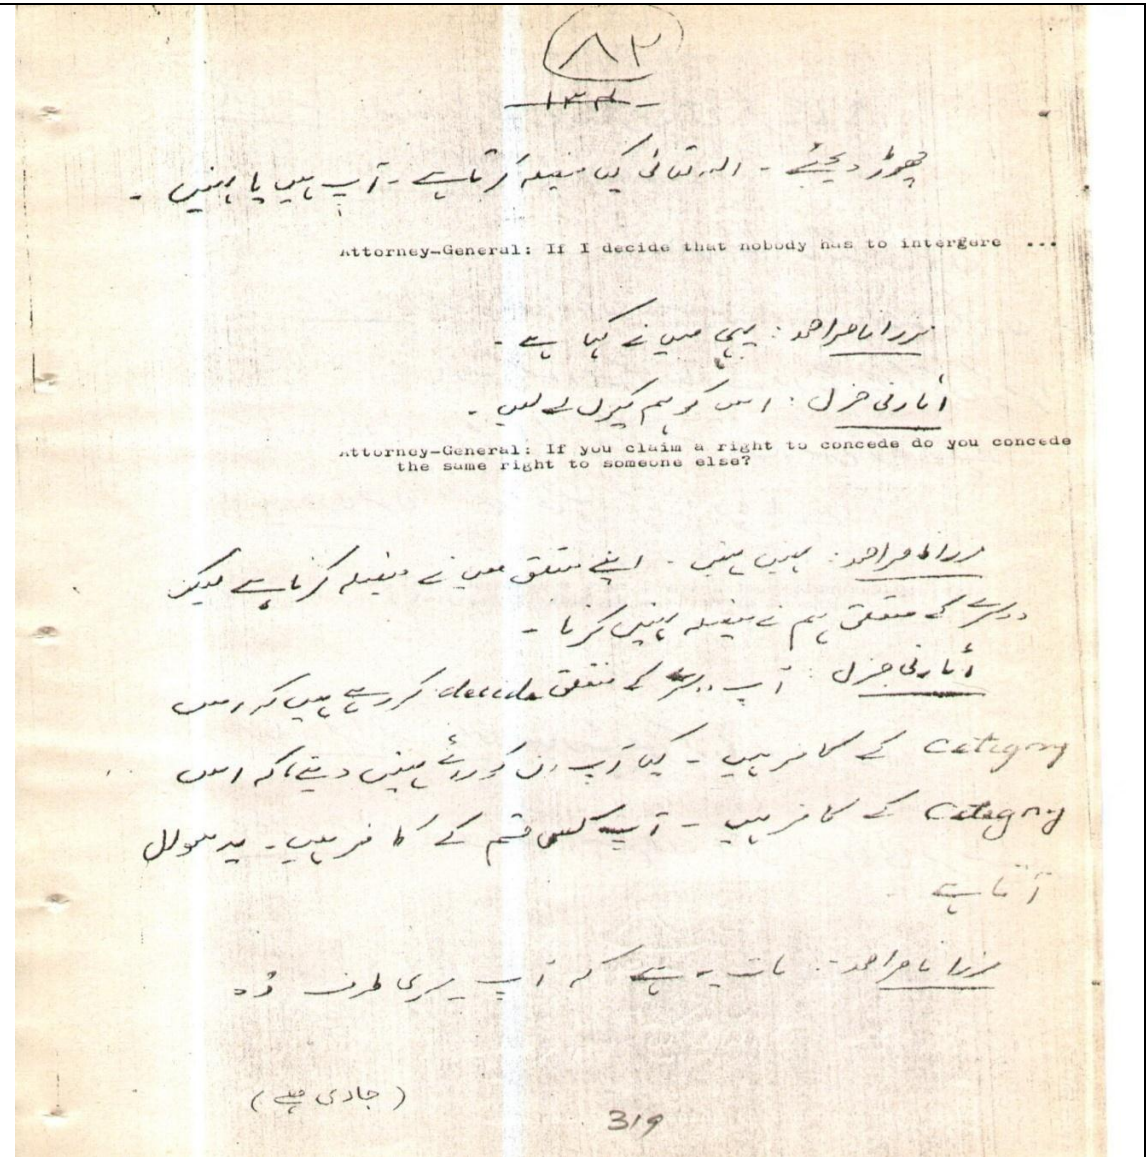 ۸۲
۱۳۴
چھوڑ دیجئے - اللہ تعالیٰ کیا فیصلہ کرتا ہے - آپ ہیں یا نہیں -
Attorney-General: If I decide that nobody has to intergere ...
مرزا ناصر احمد : یہی میں نے کہا ہے -
اٹارنی جنرل : اس کو ہم کیوں لے لیں -
Attorney-General: If you claim a right to concede do you concede
the same right to someone else?
مرزا ناصر احمد : نہیں نہیں - اپنے متعلق میں نے فیصلہ کرنا ہے لیکن
دوسرے کے متعلق ہم نے فیصلہ نہیں کرنا -
اٹارنی جنرل : آپ دوسرے کے متعلق decide کر رہے ہیں کہ اس
Category کے کافر ہیں - کیا آپ ان کو رائے نہیں دیتے کہ اس
Category کے کافر ہیں - آپ کس قسم کے کافر ہیں - یہ سوال
آتا ہے -
مرزا ناصر احمد : بات یہ ہے کہ آپ میری طرف وہ
(جاری ہے)
319